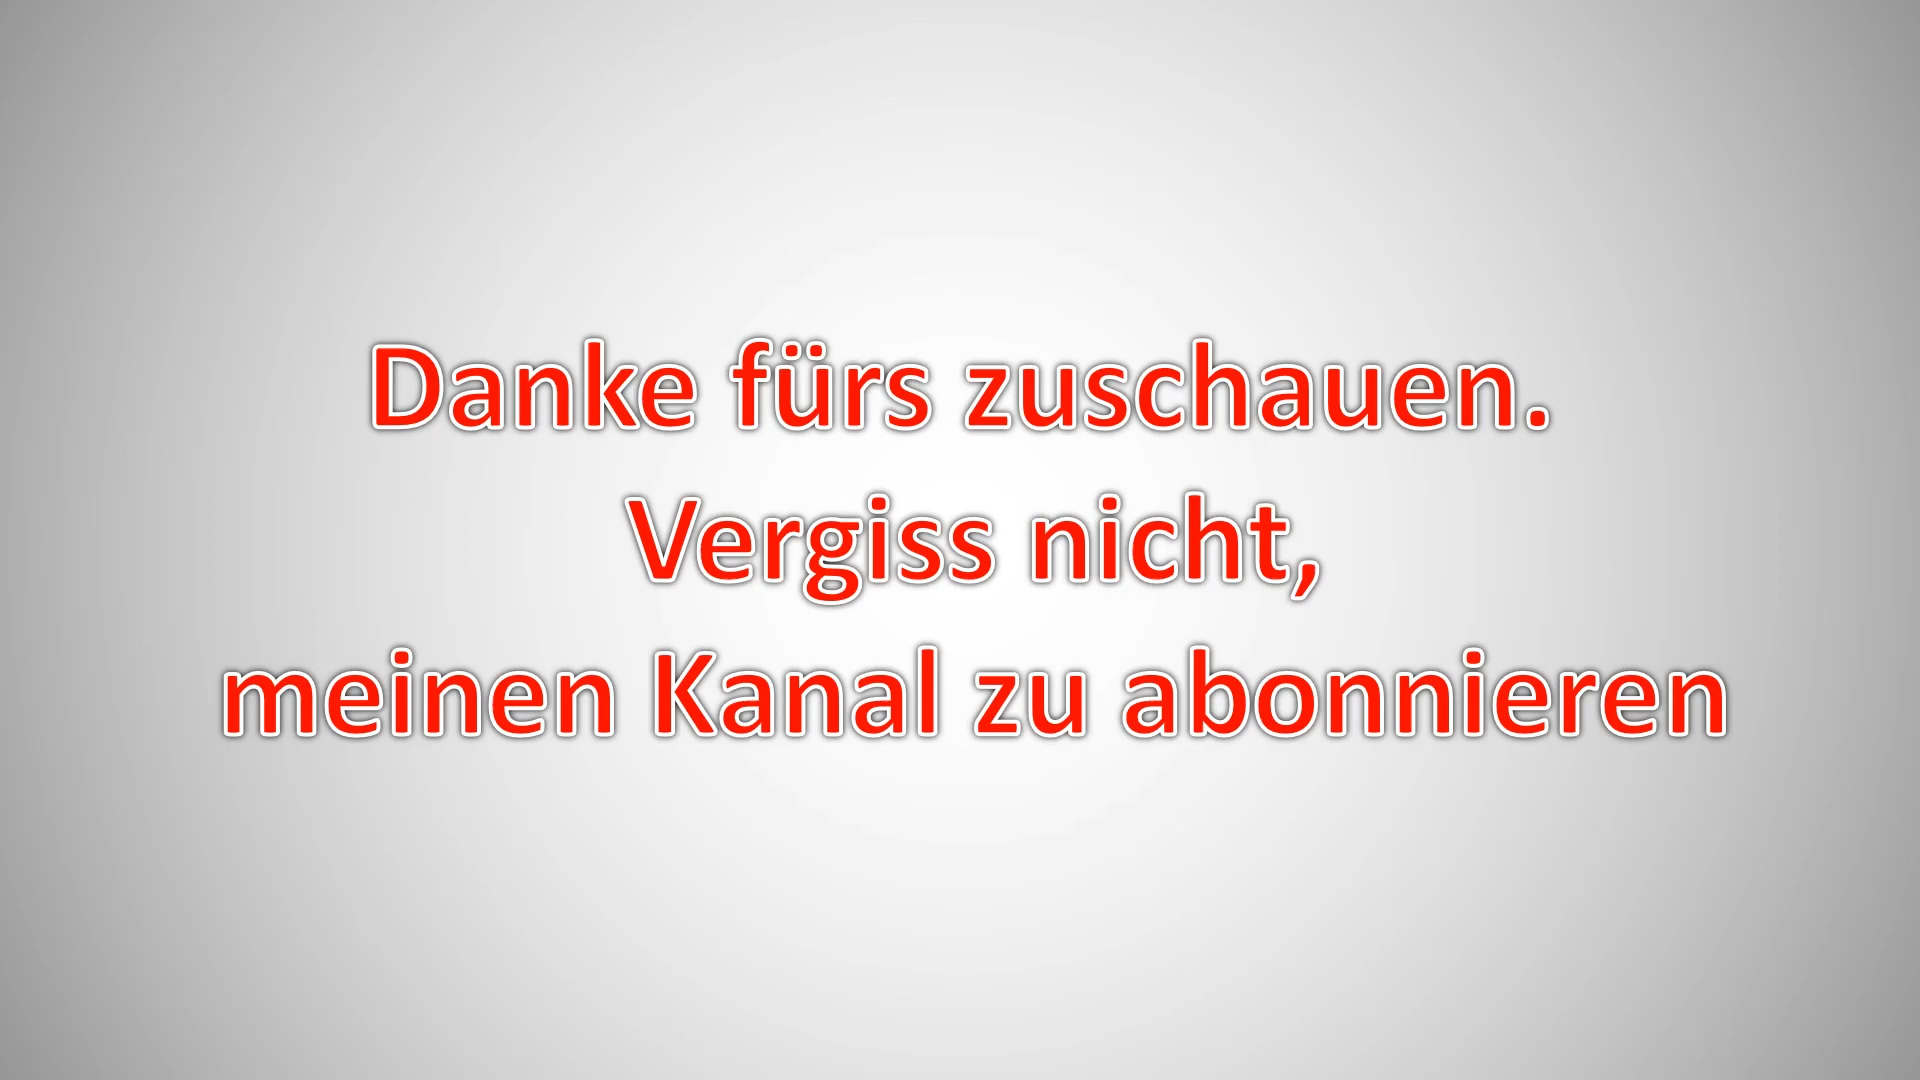 Danke fürs zuschauen.
Vergiss nicht,
meinen Kanal zu abonnieren